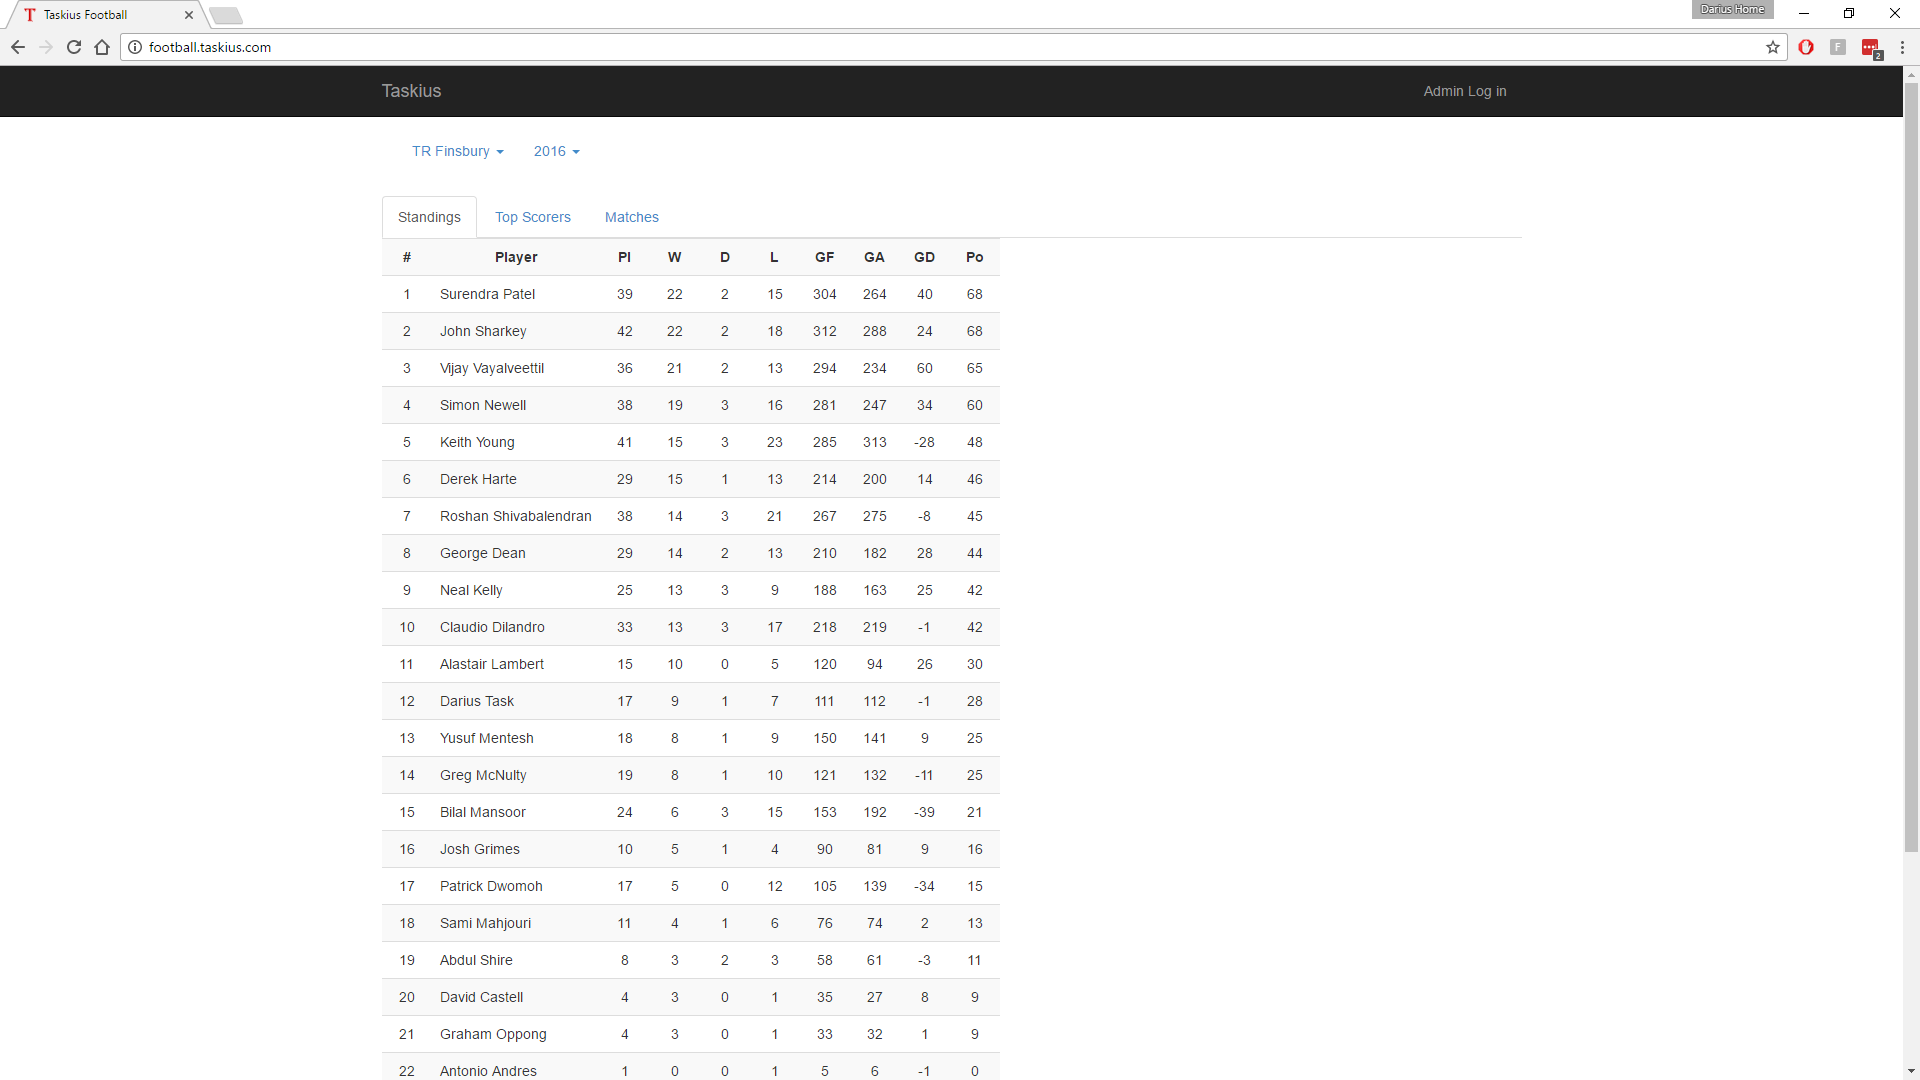 Taskius Football
Darius Home
football.taskius.com
F
2
Taskius
Admin Log in
TR Finsbury 2016
Standings Top Scorers Matches
# Player Pl W D L GF GA GD Po
1 Surendra Patel 39 22 2 15 304 264 40 68
2 John Sharkey 42 22 2 18 312 288 24 68
3 Vijay Vayalveettil 36 21 2 13 294 234 60 65
4 Simon Newell 38 19 3 16 281 247 34 60
5 Keith Young 41 15 3 23 285 313 -28 48
6 Derek Harte 29 15 1 13 214 200 14 46
7 Roshan Shivabalendran 38 14 3 21 267 275 -8 45
8 George Dean 29 14 2 13 210 182 28 44
9 Neal Kelly 25 13 3 9 188 163 25 42
10 Claudio Dilandro 33 13 3 17 218 219 -1 42
11 Alastair Lambert 15 10 0 5 120 94 26 30
12 Darius Task 17 9 1 7 111 112 -1 28
13 Yusuf Mentesh 18 8 1 9 150 141 9 25
14 Greg McNulty 19 8 1 10 121 132 -11 25
15 Bilal Mansoor 24 6 3 15 153 192 -39 21
16 Josh Grimes 10 5 1 4 90 81 9 16
17 Patrick Dwomoh 17 5 0 12 105 139 -34 15
18 Sami Mahjouri 11 4 1 6 76 74 2 13
19 Abdul Shire 8 3 2 3 58 61 -3 11
20 David Castell 4 3 0 1 35 27 8 9
21 Graham Oppong 4 3 0 1 33 32 1 9
22 Antonio Andres 1 0 0 1 5 6 -1 0